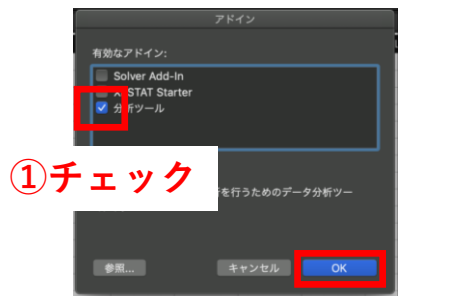 アドイン
有効なアドイン:
Solver Add-In
XLSTAT Starter
分析ツール
①チェック
を行うためのデータ分析ツー
参照...
キャンセル
OK